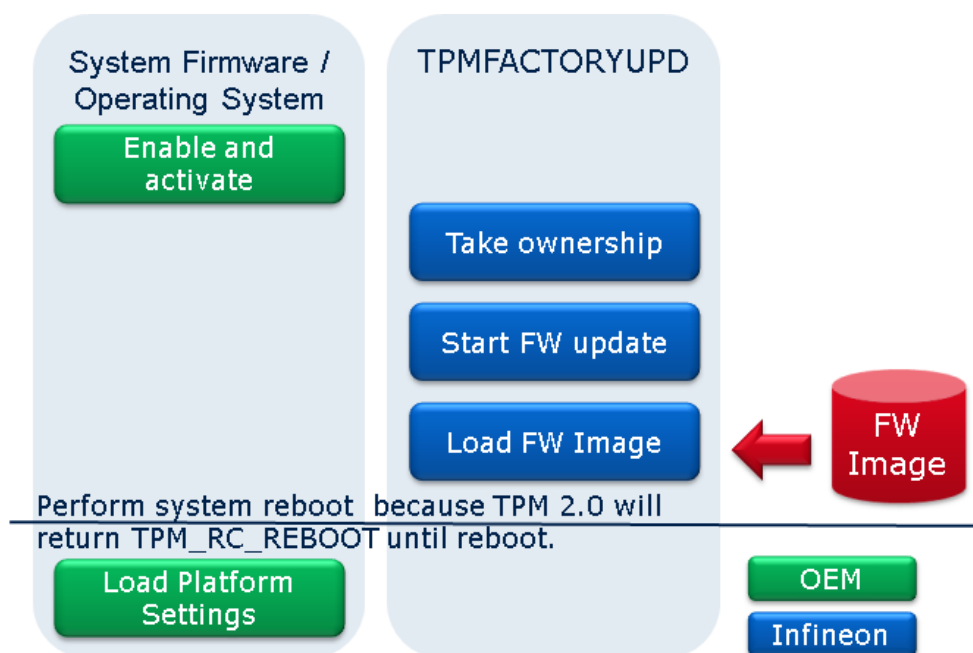 System Firmware /
Operating System
TPMFACTORYUPD
Enable and
activate
Take ownership
Start FW update
Load FW Image
FW
Image
Perform system reboot because TPM 2.0 will
return TPM_RC_REBOOT until reboot.
Load Platform
Settings
OEM
Infineon